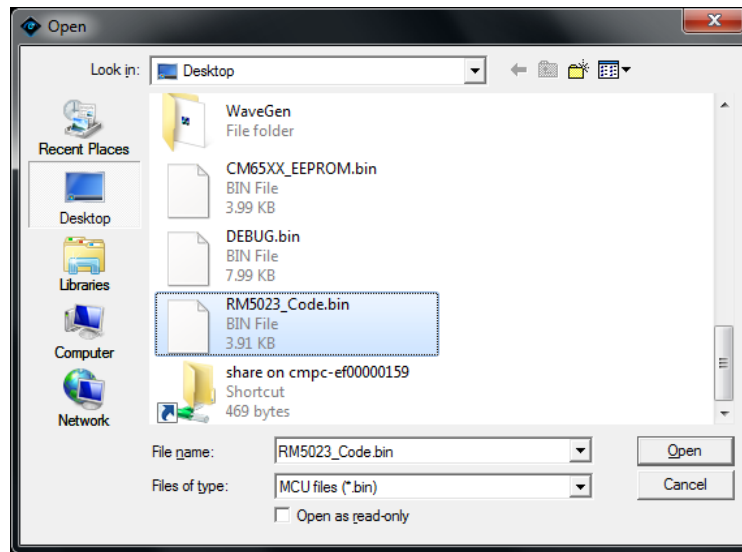 Open
Look in:
Desktop
Recent Places
Desktop
Libraries
Computer
Network
WaveGen
File folder
CM65XX_EEPROM.bin
BIN File
3.99 KB
DEBUG.bin
BIN File
7.99 KB
RM5023_Code.bin
BIN File
3.91 KB
share on cmpc-ef00000159
Shortcut
469 bytes
File name:
RM5023_Code.bin
Open
Files of type:
MCU files (*.bin)
Cancel
Open as read-only